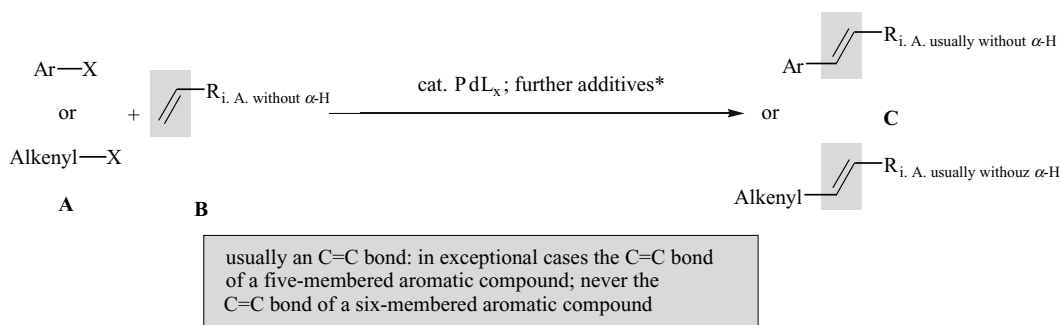 Ar—X
or
Alkenyl—X
A
+
R i. A. without α-H
B
cat. PdLx; further additives*
Ar
R i. A. usually without α-H
or
C
Alkenyl
R i. A. usually withouz α-H
usually an C=C bond: in exceptional cases the C=C bond
of a five-membered aromatic compound; never the
C=C bond of a six-membered aromatic compound